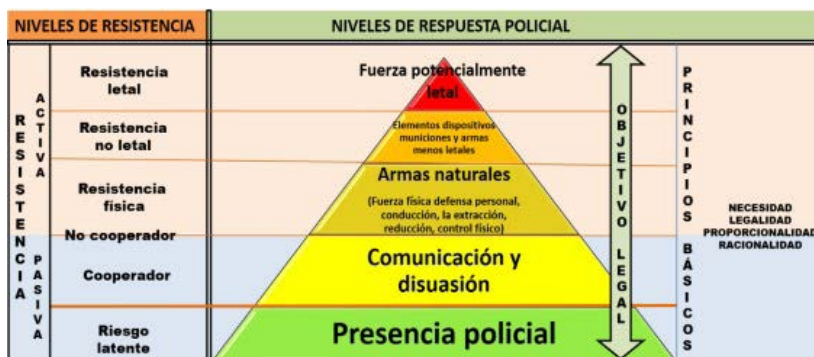 NIVELES DE RESISTENCIA
NIVELES DE RESPUESTA POLICIAL
RESISTENCIA
ACTIVA
PASIVA
Resistencia
letal
Resistencia
no letal
Resistencia
física
No cooperador
Cooperador
Riesgo
latente
Fuerza potencialmente
letal
Elementos dispositivos
municiones y armas
menos letales
Armas naturales
(Fuerza física defensa personal,
conducción, la extracción,
reducción, control físico)
Comunicación y
disuasión
Presencia policial
OBJETIVO LEGAL
PRINCIPIOS BÁSICOS
NECESIDAD
LEGALIDAD
PROPORCIONALIDAD
RACIONALIDAD